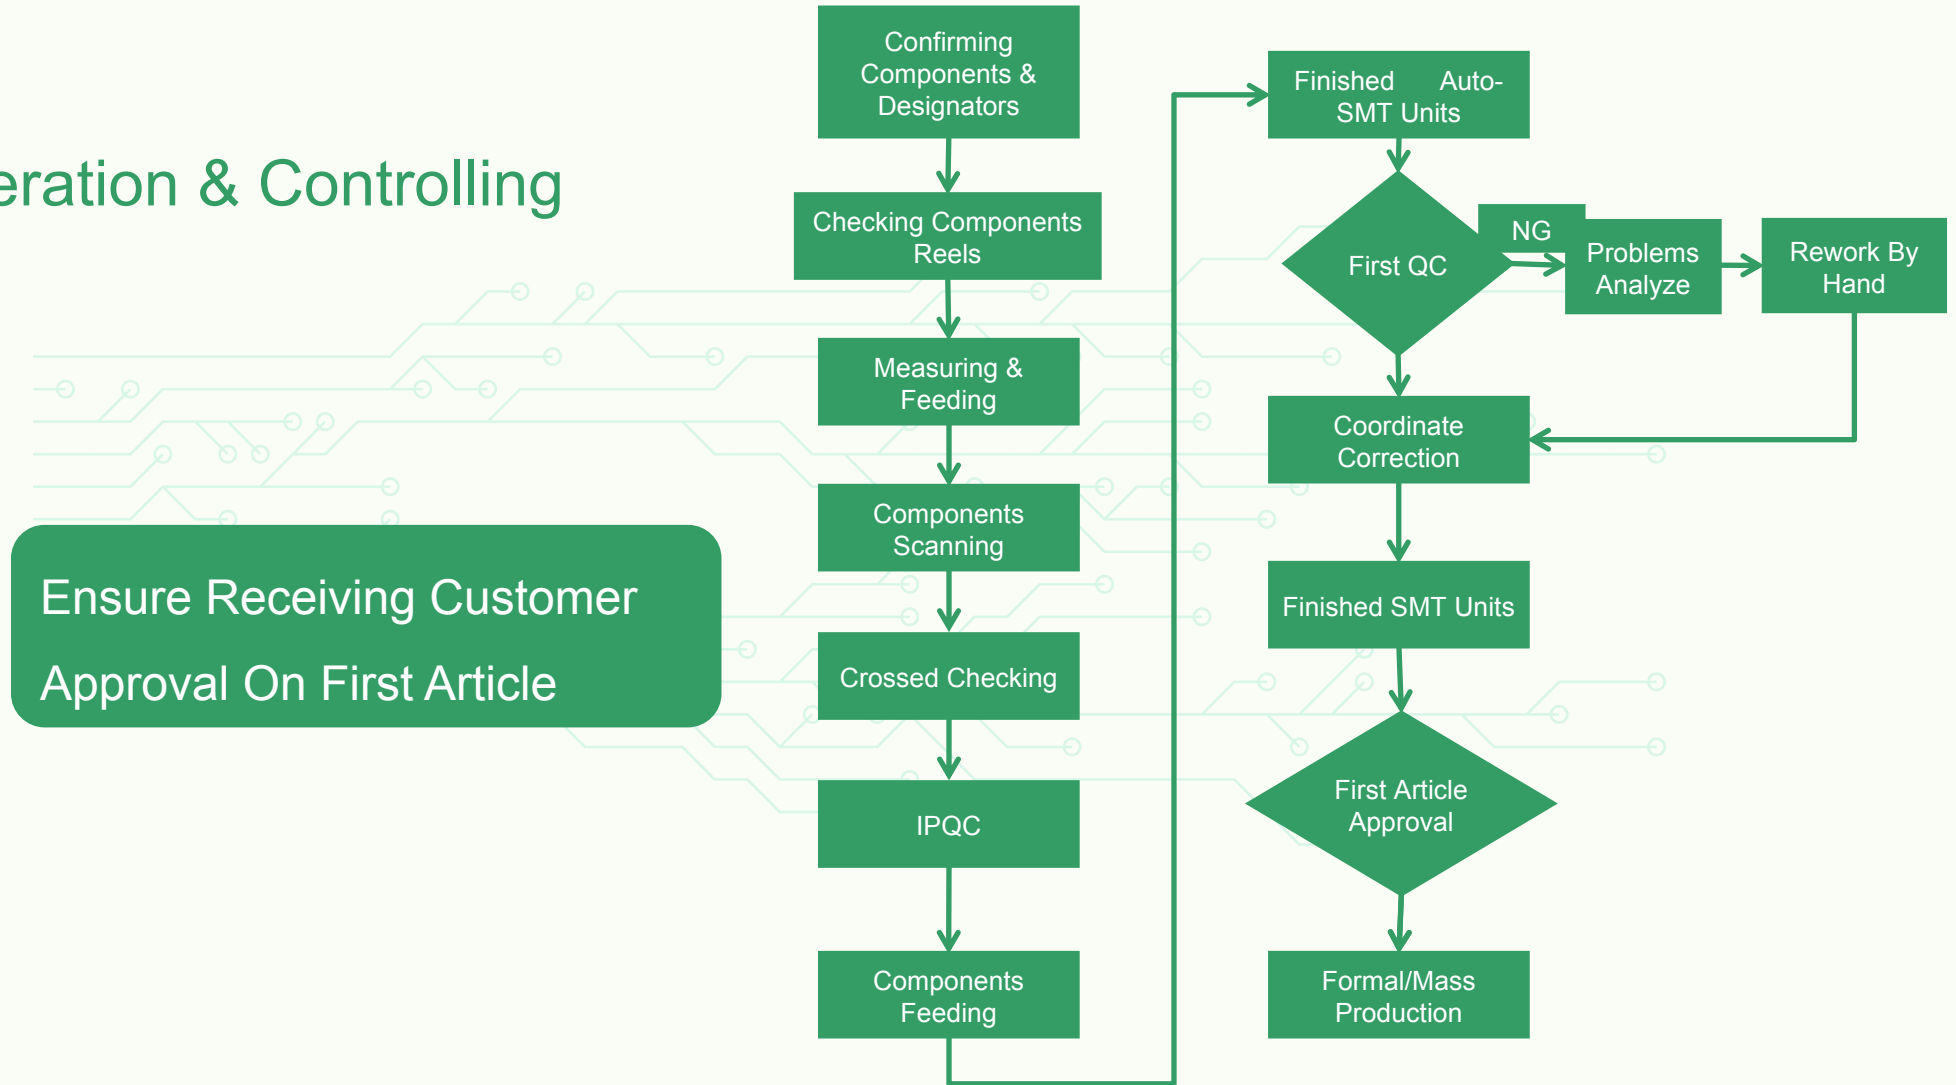 eration & Controlling
Ensure Receiving Customer
Approval On First Article
Confirming
Components &
Designators
Checking Components
Reels
Measuring &
Feeding
Components
Scanning
Crossed Checking
IPQC
Components
Feeding
Finished Auto-
SMT Units
First QC
NG
Problems
Analyze
Rework By
Hand
Coordinate
Correction
Finished SMT Units
First Article
Approval
Formal/Mass
Production